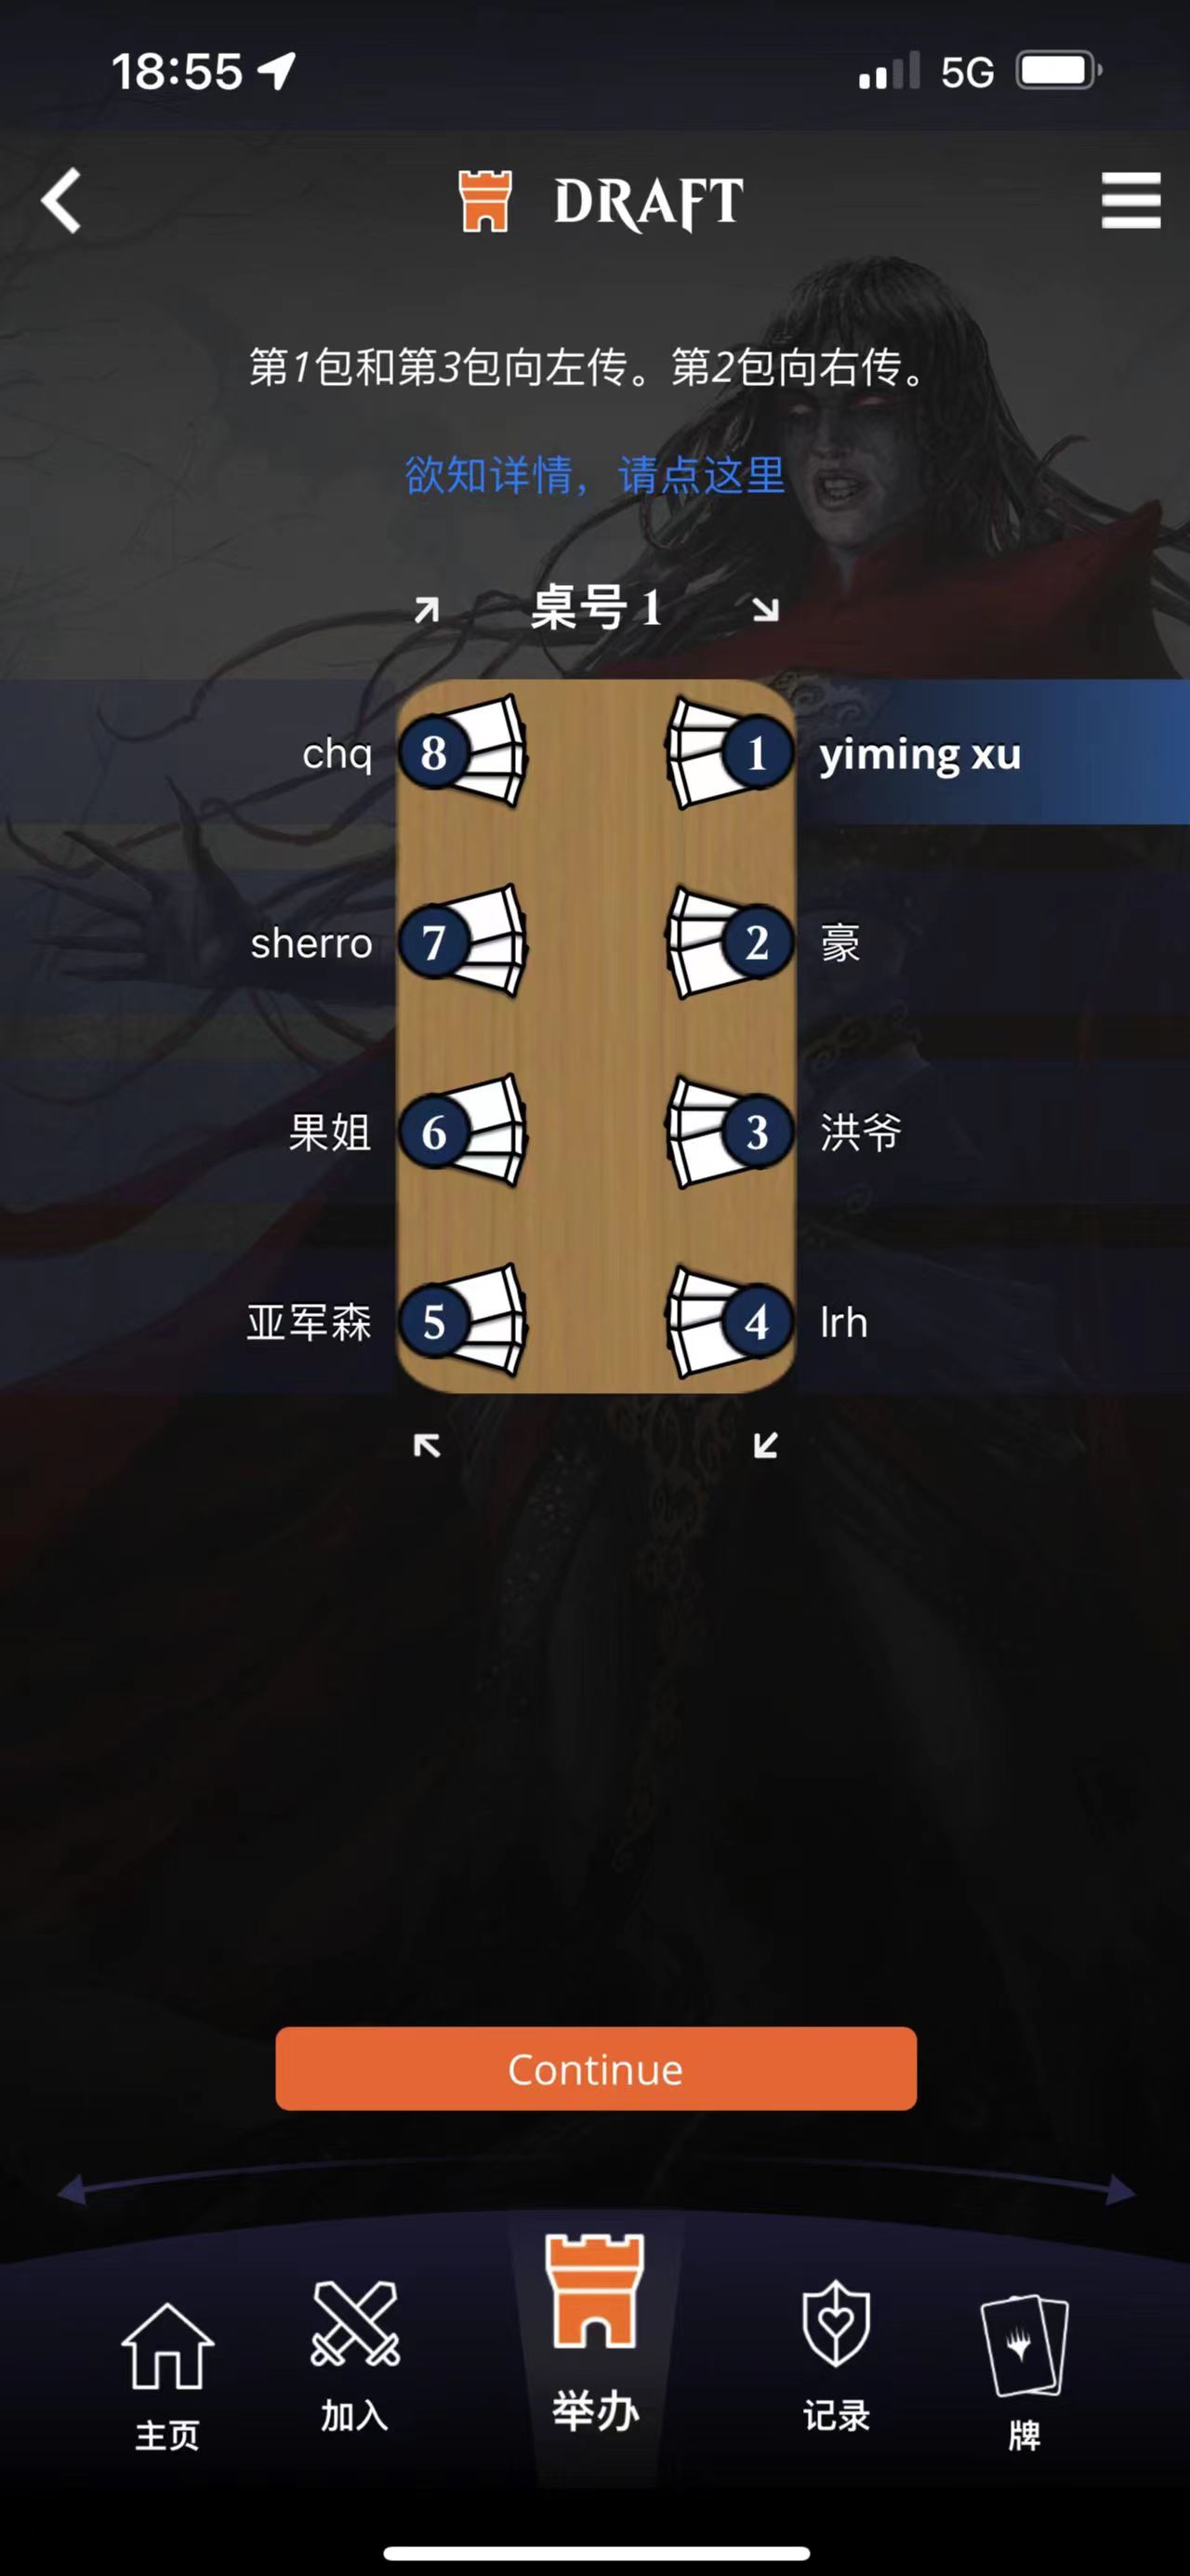 18:55
5G
DRAFT
第1包和第3包向左传。第2包向右传。
欲知详情，请点这里
桌号 1
chq 8 1 yiming xu
sherro 7 2 豪
果姐 6 3 洪爷
亚军森 5 4 lrh
Continue
主页 加入 举办 记录 牌